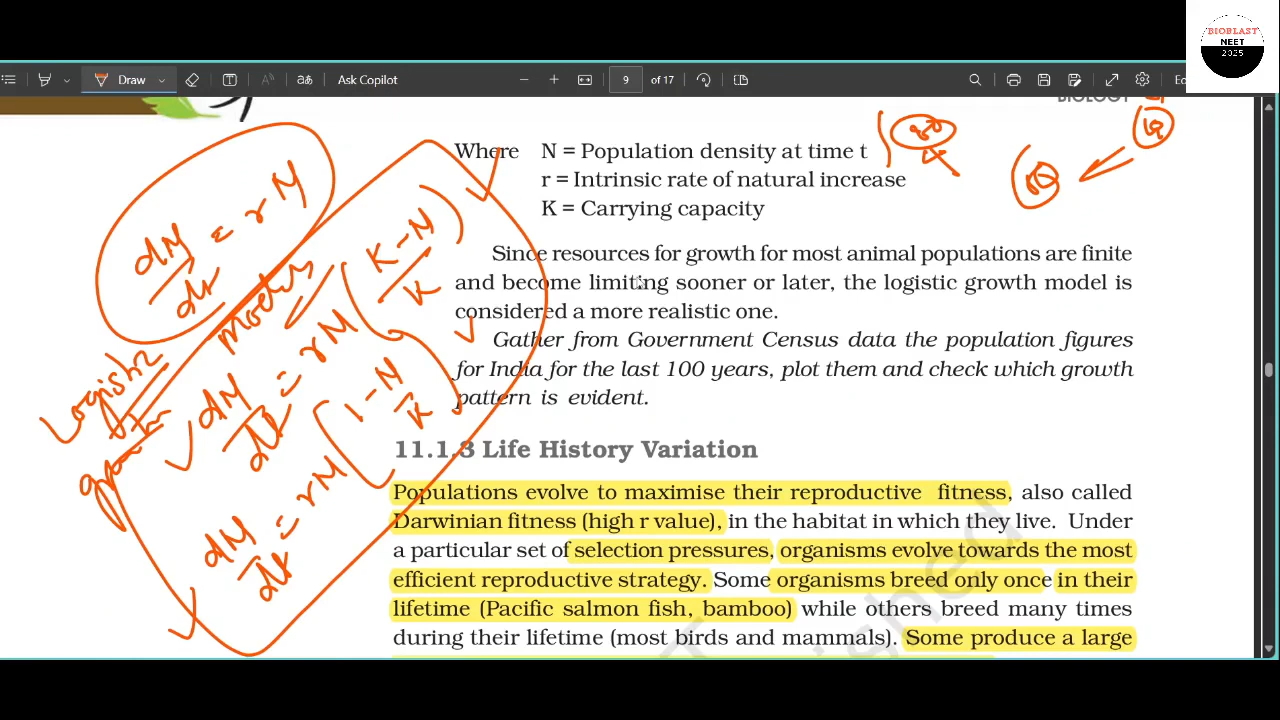 BIOBLAST
NEET
2025
Draw
Ask Copilot
9 of 17
BIOLOGY
Where N = Population density at time t
r = Intrinsic rate of natural increase
K = Carrying capacity
Since resources for growth for most animal populations are finite
and become limiting sooner or later, the logistic growth model is
considered a more realistic one.
Gather from Government Census data the population figures
for India for the last 100 years, plot them and check which growth
pattern is evident.
11.1.3 Life History Variation
Populations evolve to maximise their reproductive fitness, also called
Darwinian fitness (high r value), in the habitat in which they live. Under
a particular set of selection pressures, organisms evolve towards the most
efficient reproductive strategy. Some organisms breed only once in their
lifetime (Pacific salmon fish, bamboo) while others breed many times
during their lifetime (most birds and mammals). Some produce a large
dN/dt = rN
Logistic growth models
dN/dt = rN (K-N/K)
dN/dt = rN [1-N/K]